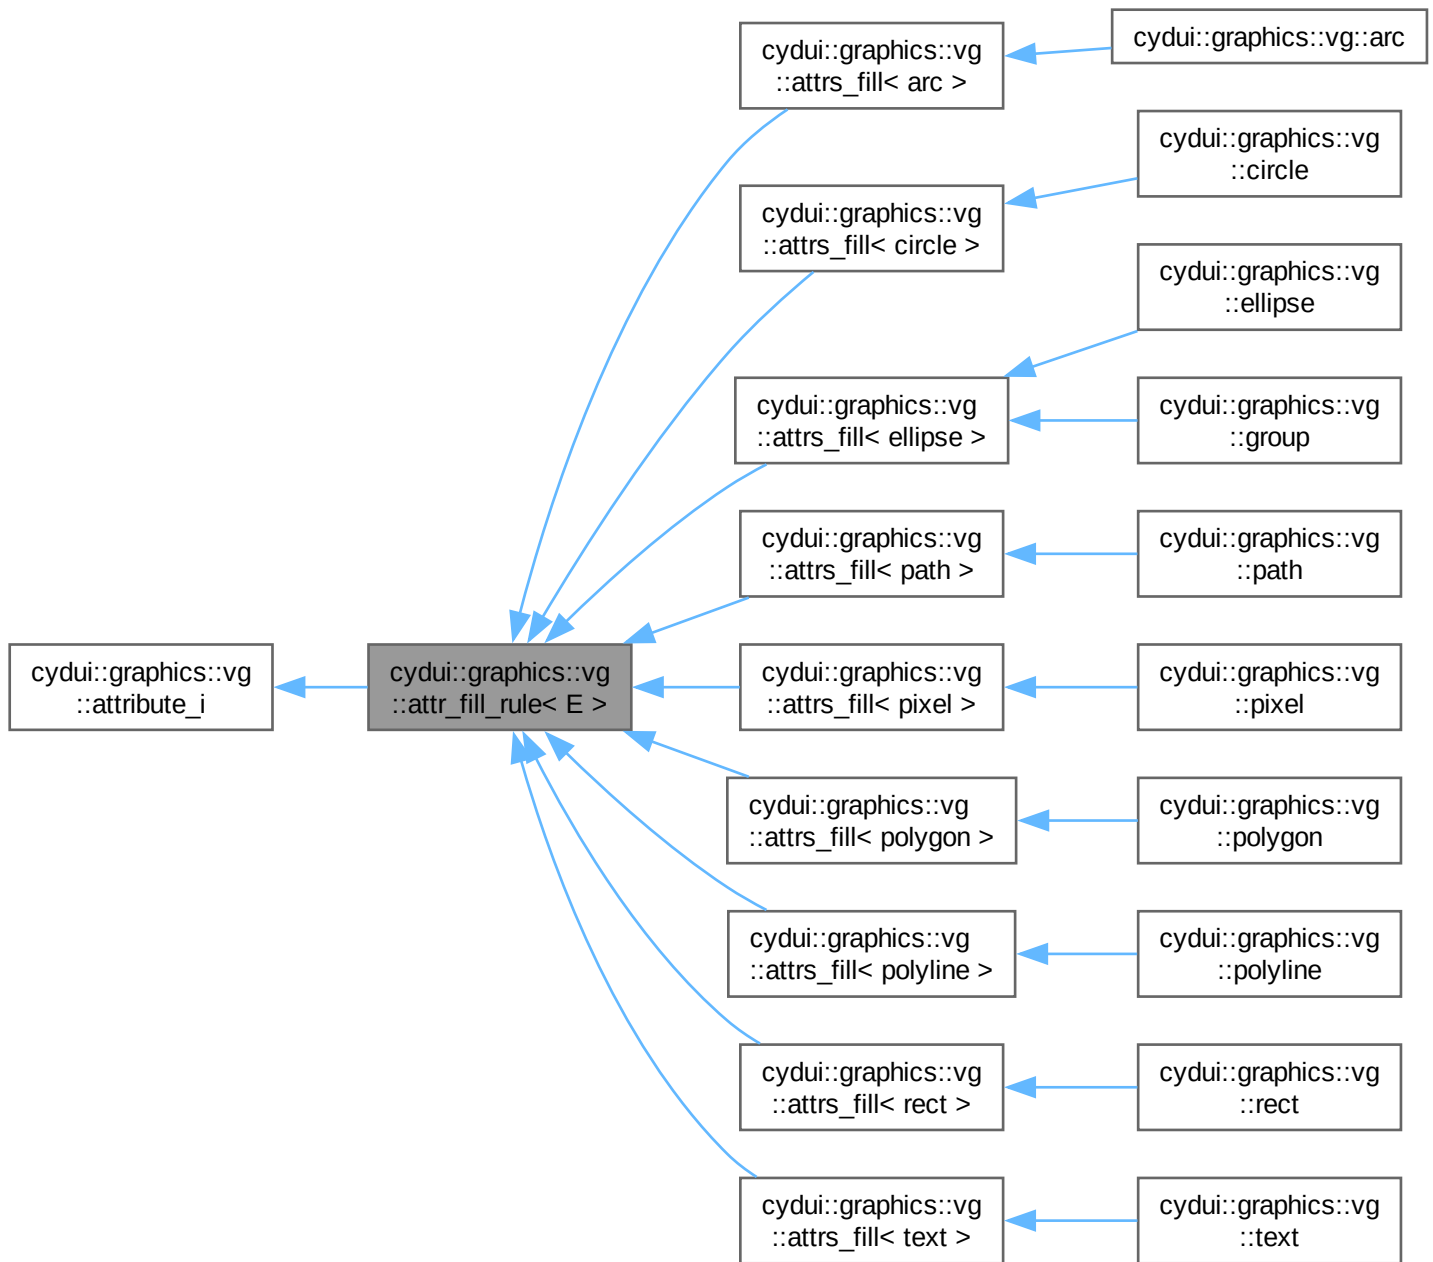 cydui::graphics::vg
::attribute_i
cydui::graphics::vg
::attr_fill_rule< E >
cydui::graphics::vg
::attrs_fill< arc >
cydui::graphics::vg::arc
cydui::graphics::vg
::attrs_fill< circle >
cydui::graphics::vg
::circle
cydui::graphics::vg
::attrs_fill< ellipse >
cydui::graphics::vg
::ellipse
cydui::graphics::vg
::group
cydui::graphics::vg
::attrs_fill< path >
cydui::graphics::vg
::path
cydui::graphics::vg
::attrs_fill< pixel >
cydui::graphics::vg
::pixel
cydui::graphics::vg
::attrs_fill< polygon >
cydui::graphics::vg
::polygon
cydui::graphics::vg
::attrs_fill< polyline >
cydui::graphics::vg
::polyline
cydui::graphics::vg
::attrs_fill< rect >
cydui::graphics::vg
::rect
cydui::graphics::vg
::attrs_fill< text >
cydui::graphics::vg
::text